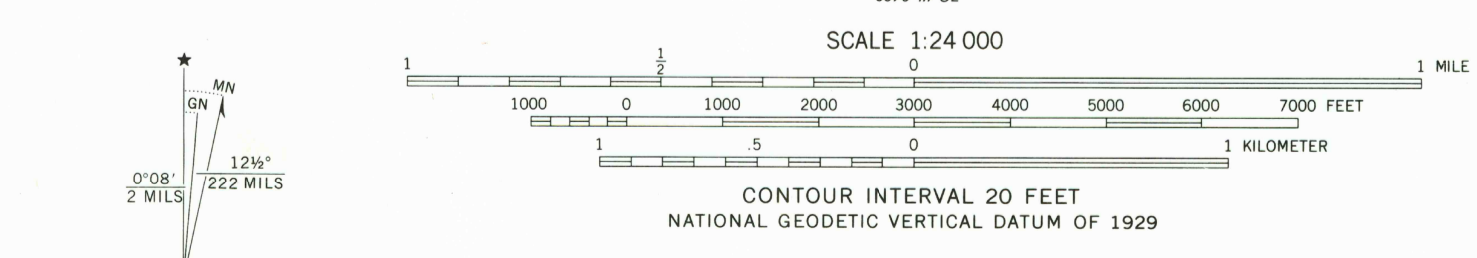 SCALE 1:24 000
1 1/2 0 1 MILE
1000 0 1000 2000 3000 4000 5000 6000 7000 FEET
1 .5 0 1 KILOMETER
CONTOUR INTERVAL 20 FEET
NATIONAL GEODETIC VERTICAL DATUM OF 1929
★
MN
GN
12½°
222 MILS
0°08'
2 MILS